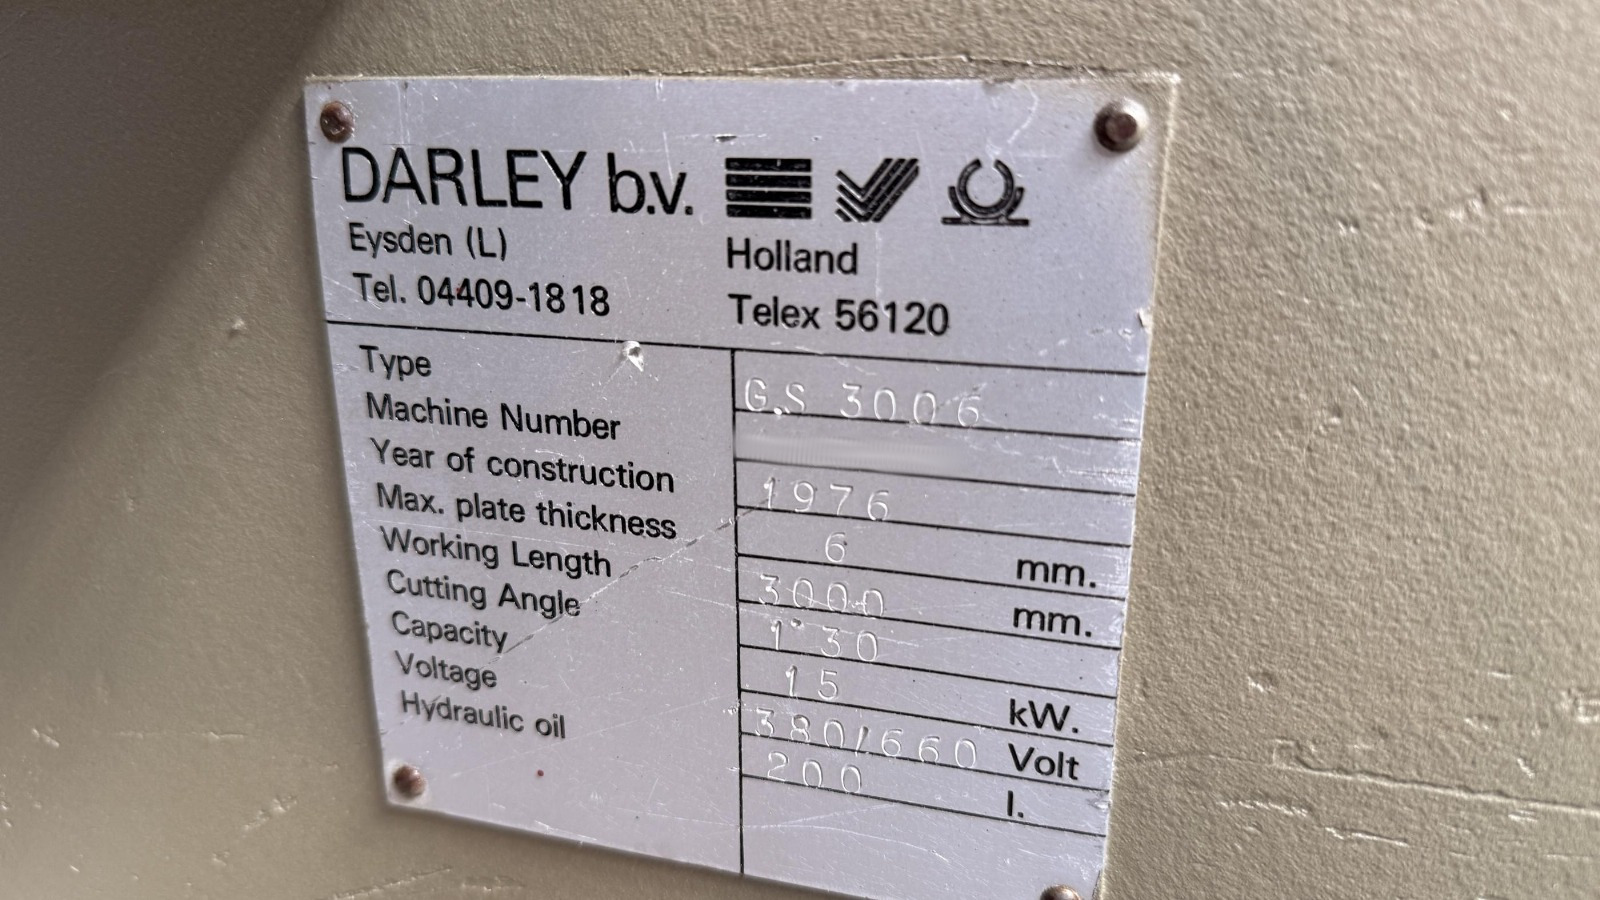 DARLEY b.v.
Eysden (L) Holland
Tel. 04409-1818 Telex 56120
Type G.S 3006
Machine Number
Year of construction 1976
Max. plate thickness 6 mm.
Working Length 3000 mm.
Cutting Angle 1° 30
Capacity 15 kW.
Voltage 380/660 Volt
Hydraulic oil 200 l.